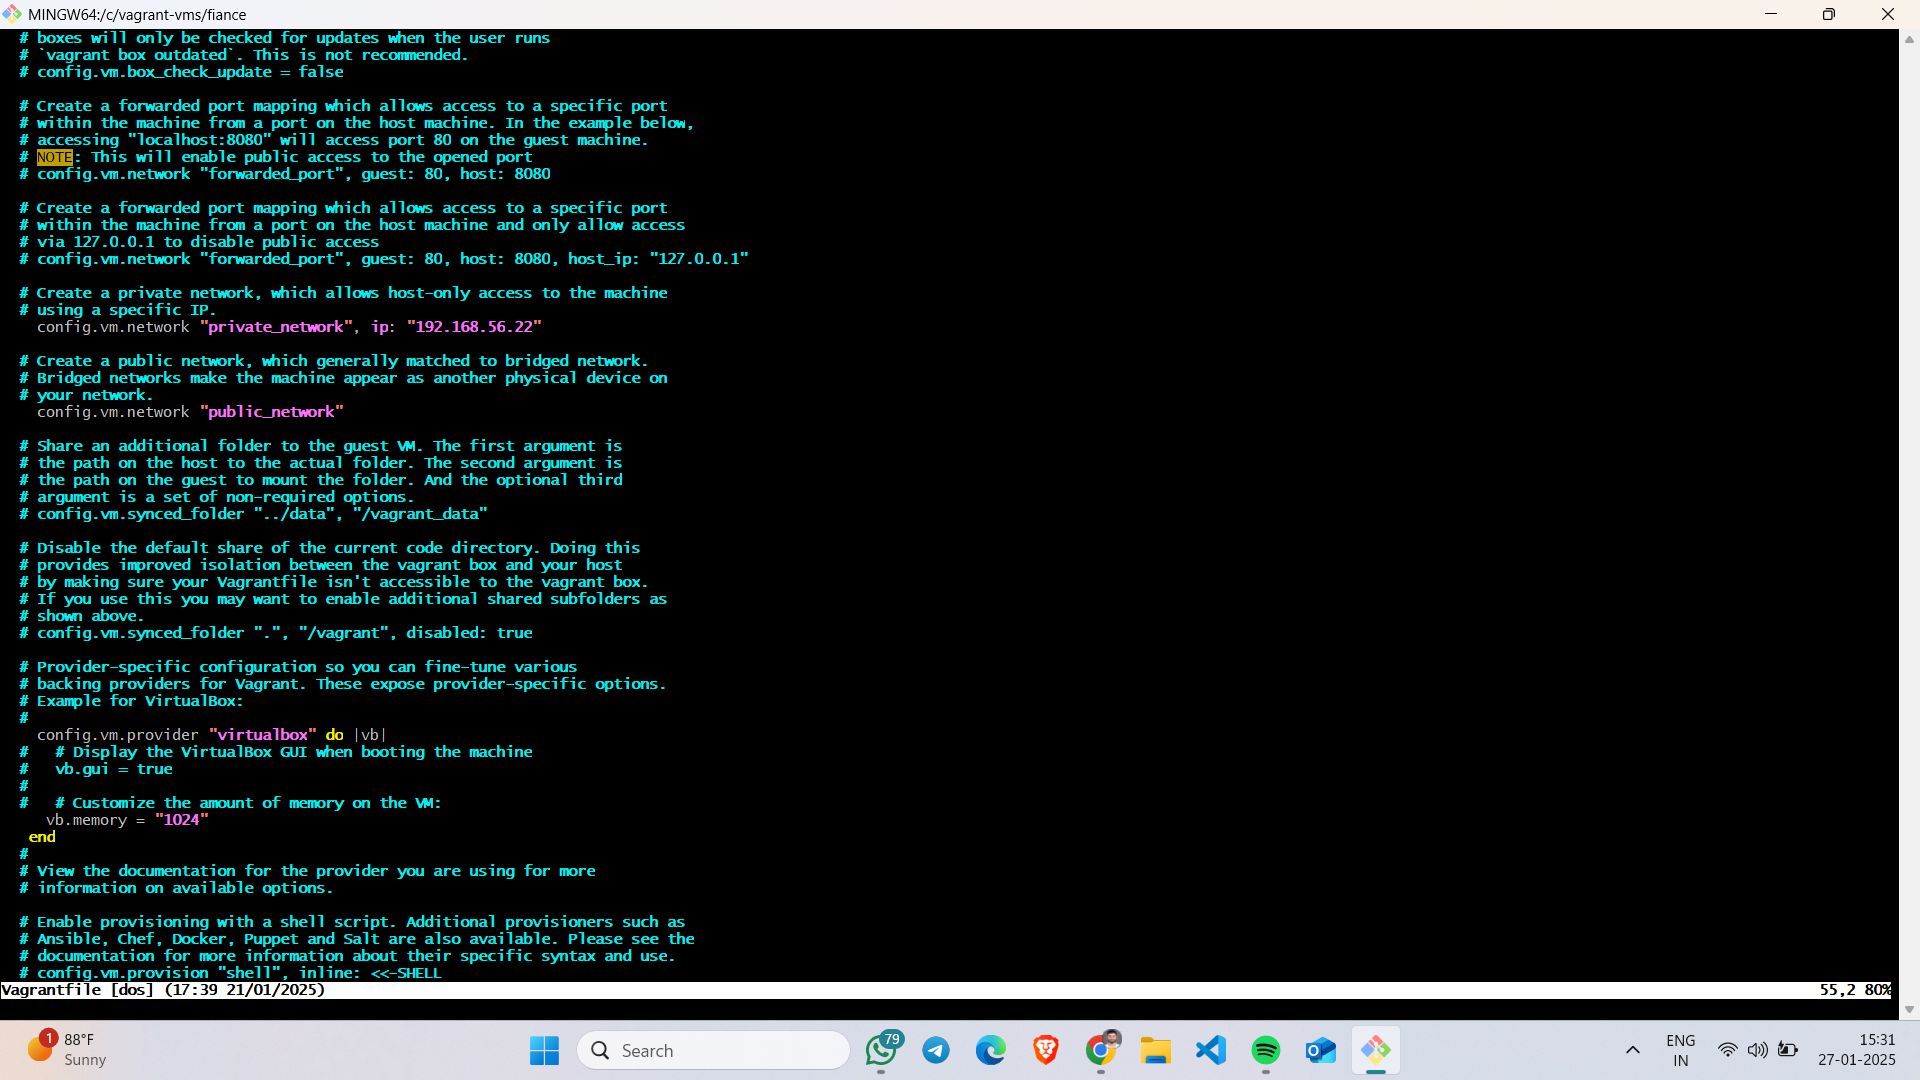 MINGW64:/c/vagrant-vms/fiance
# boxes will only be checked for updates when the user runs
# `vagrant box outdated`. This is not recommended.
# config.vm.box_check_update = false
# Create a forwarded port mapping which allows access to a specific port
# within the machine from a port on the host machine. In the example below,
# accessing "localhost:8080" will access port 80 on the guest machine.
# NOTE: This will enable public access to the opened port
# config.vm.network "forwarded_port", guest: 80, host: 8080
# Create a forwarded port mapping which allows access to a specific port
# within the machine from a port on the host machine and only allow access
# via 127.0.0.1 to disable public access
# config.vm.network "forwarded_port", guest: 80, host: 8080, host_ip: "127.0.0.1"
# Create a private network, which allows host-only access to the machine
# using a specific IP.
config.vm.network "private_network", ip: "192.168.56.22"
# Create a public network, which generally matched to bridged network.
# Bridged networks make the machine appear as another physical device on
# your network.
config.vm.network "public_network"
# Share an additional folder to the guest VM. The first argument is
# the path on the host to the actual folder. The second argument is
# the path on the guest to mount the folder. And the optional third
# argument is a set of non-required options.
# config.vm.synced_folder "../data", "/vagrant_data"
# Disable the default share of the current code directory. Doing this
# provides improved isolation between the vagrant box and your host
# by making sure your Vagrantfile isn't accessible to the vagrant box.
# If you use this you may want to enable additional shared subfolders as
# shown above.
# config.vm.synced_folder ".", "/vagrant", disabled: true
# Provider-specific configuration so you can fine-tune various
# backing providers for Vagrant. These expose provider-specific options.
# Example for VirtualBox:
#
config.vm.provider "virtualbox" do |vb|
#   # Display the VirtualBox GUI when booting the machine
#   vb.gui = true
#
#   # Customize the amount of memory on the VM:
vb.memory = "1024"
end
#
# View the documentation for the provider you are using for more
# information on available options.
# Enable provisioning with a shell script. Additional provisioners such as
# Ansible, Chef, Docker, Puppet and Salt are also available. Please see the
# documentation for more information about their specific syntax and use.
# config.vm.provision "shell", inline: <<-SHELL
Vagrantfile [dos] (17:39 21/01/2025) 55,2 80%
1
88°F
Sunny
Search
79
ENG
IN
15:31
27-01-2025